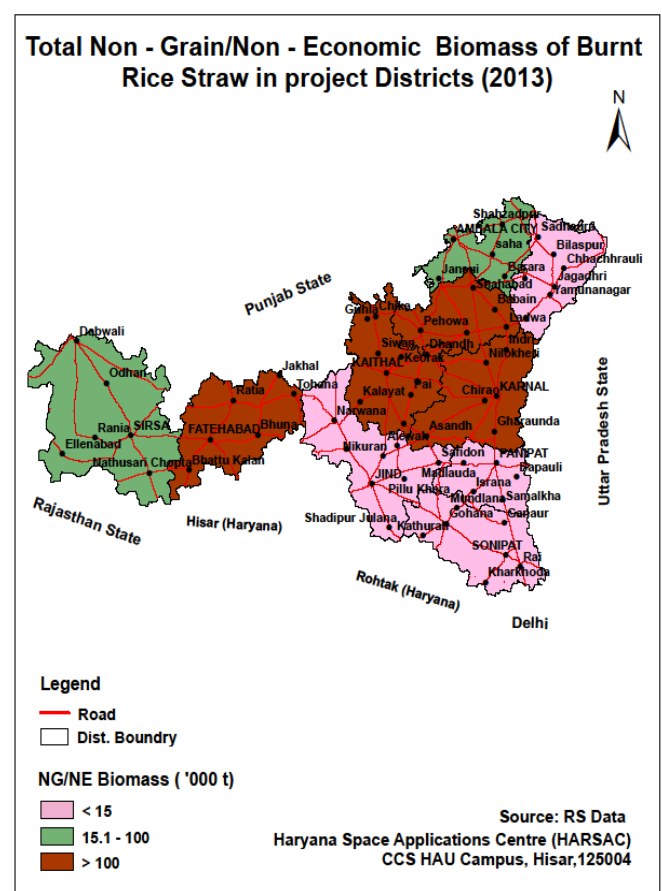 Total Non - Grain/Non - Economic Biomass of Burnt
Rice Straw in project Districts (2013)
N
Shahzadpur
AMBALA CITY
Sadhaura
saha
Bilaspur
Chhachhrauli
Jansui
Barara
Jagadhri
Yamunanagar
Shahabad
Punjab State
Babain
Ladwa
Gunla
Chika
Pehowa
Indri
Dabwali
Siwan
Dhandh
Nilokheri
Keorak
KAITHAL
Jakhal
Odhan
Tohana
Pai
Ratia
Kalayat
Chirao
KARNAL
Uttar Pradesh State
Narwana
Rania
SIRSA
FATEHABAD
Bhuna
Asandh
Gharaunda
Alewah
Ellenabad
Nikuran
Safidon
PANIPAT
Nathusari Chopta
Bhattu Kalan
JIND
Madlauda
Bapauli
Pillu Khera
Israna
Mundlana
Samalkha
Rajasthan State
Hisar (Haryana)
Shadipur Julana
Kathurah
Gohana
Ganaur
SONIPAT
Rai
Kharkhoda
Rohtak (Haryana)
Delhi
Legend
Road
Dist. Boundry
NG/NE Biomass ( '000 t)
< 15
15.1 - 100
> 100
Source: RS Data
Haryana Space Applications Centre (HARSAC)
CCS HAU Campus, Hisar,125004